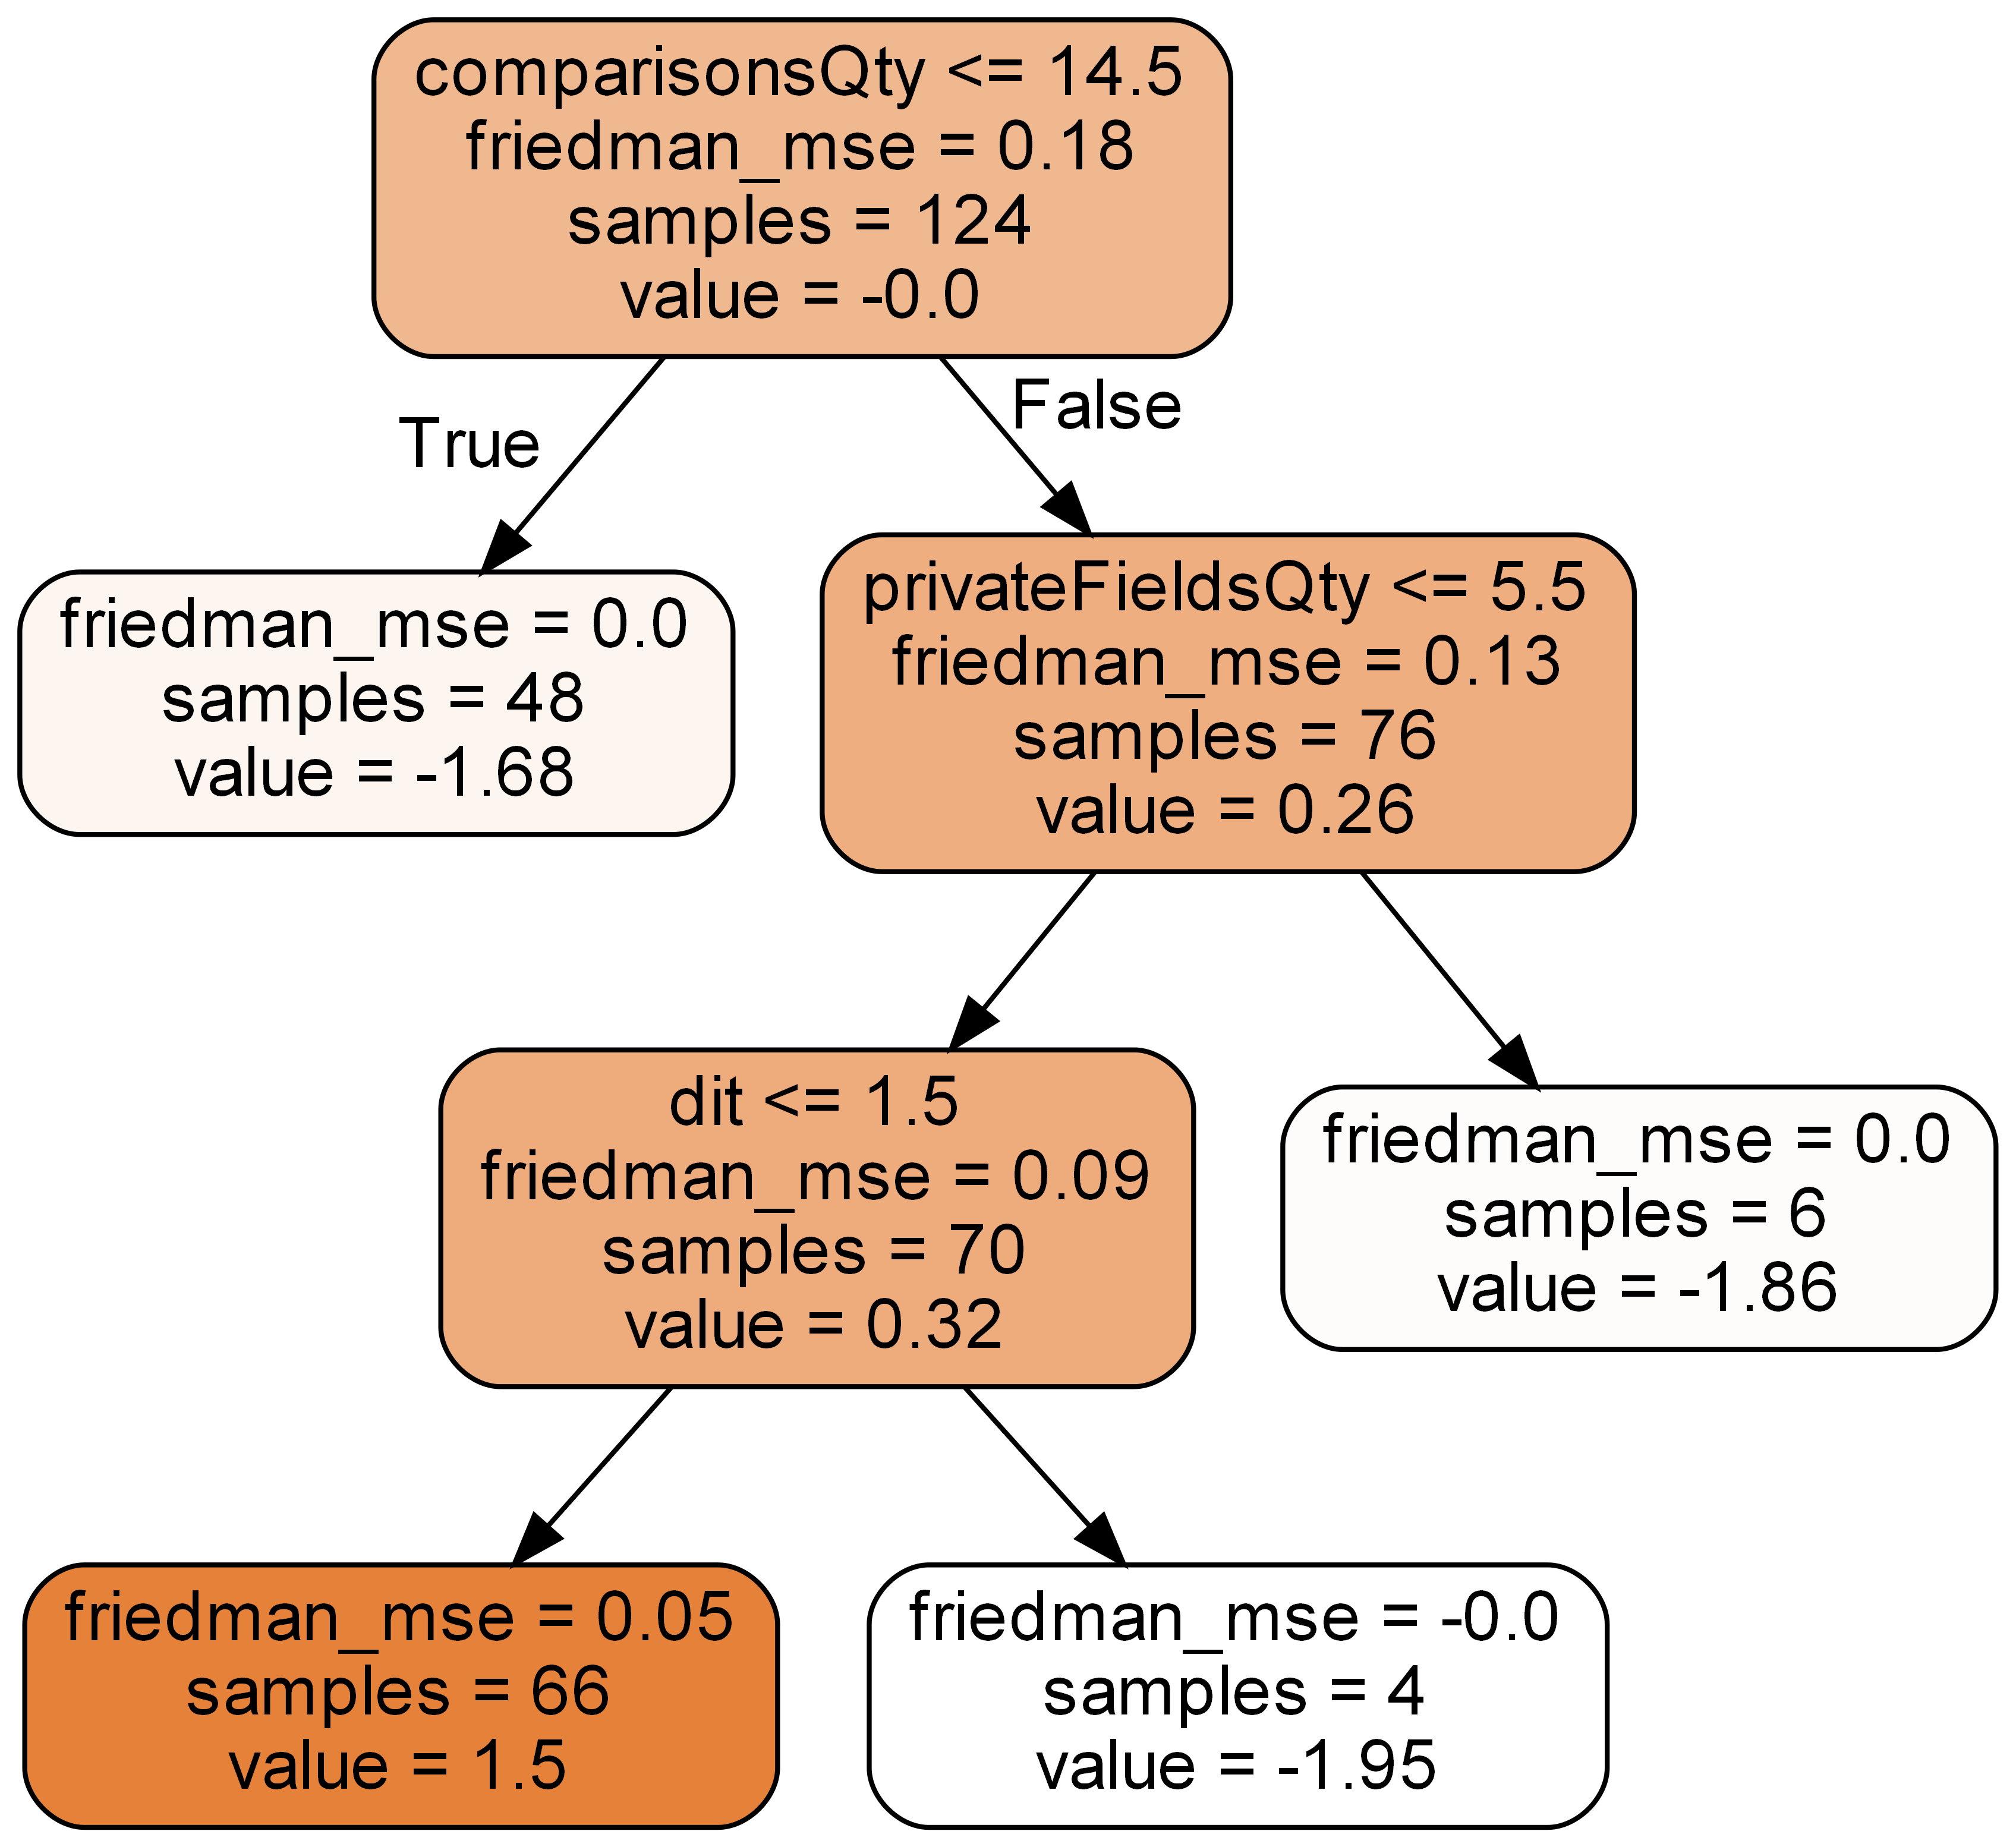 comparisonsQty <= 14.5
friedman_mse = 0.18
samples = 124
value = -0.0
True
False
friedman_mse = 0.0
samples = 48
value = -1.68
privateFieldsQty <= 5.5
friedman_mse = 0.13
samples = 76
value = 0.26
dit <= 1.5
friedman_mse = 0.09
samples = 70
value = 0.32
friedman_mse = 0.0
samples = 6
value = -1.86
friedman_mse = 0.05
samples = 66
value = 1.5
friedman_mse = -0.0
samples = 4
value = -1.95